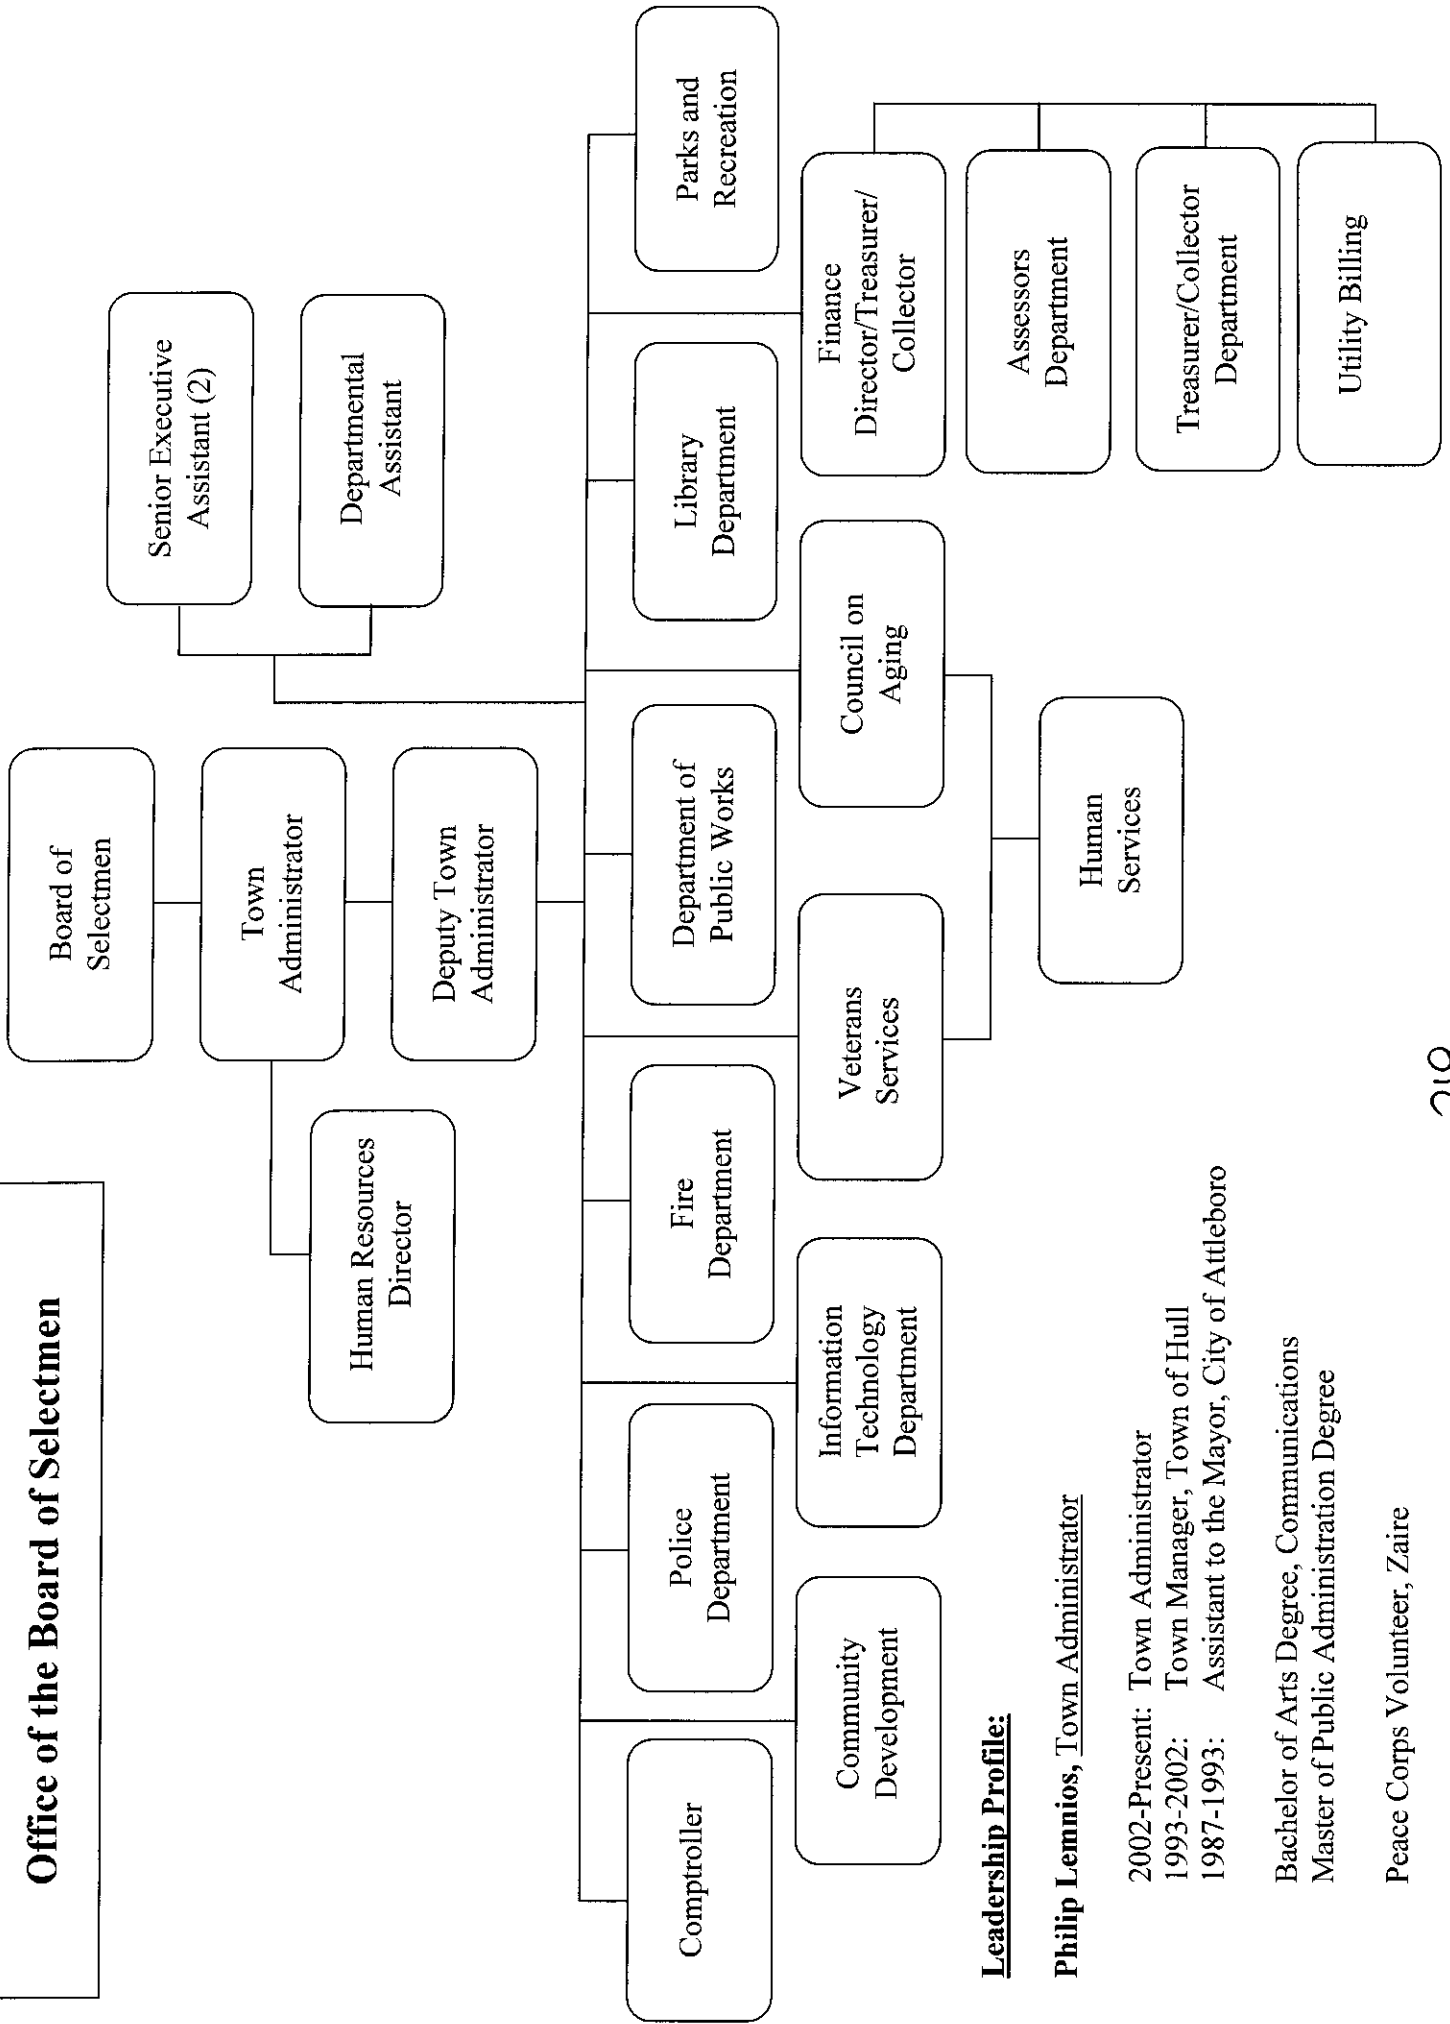 Office of the Board of Selectmen
Board of
Selectmen
Town
Administrator
Human Resources
Director
Deputy Town
Administrator
Senior Executive
Assistant (2)
Departmental
Assistant
Comptroller
Police
Department
Fire
Department
Department of
Public Works
Library
Department
Parks and
Recreation
Community
Development
Information
Technology
Department
Veterans
Services
Council on
Aging
Finance
Director/Treasurer/
Collector
Human
Services
Assessors
Department
Treasurer/Collector
Department
Utility Billing
Leadership Profile:
Philip Lemnios, Town Administrator
2002-Present: Town Administrator
1993-2002: Town Manager, Town of Hull
1987-1993: Assistant to the Mayor, City of Attleboro
Bachelor of Arts Degree, Communications
Master of Public Administration Degree
Peace Corps Volunteer, Zaire